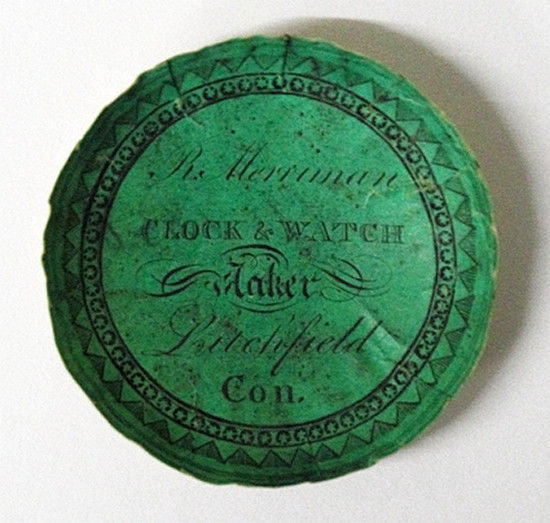 R. Merriman
CLOCK & WATCH
Maker
Litchfield
Con.